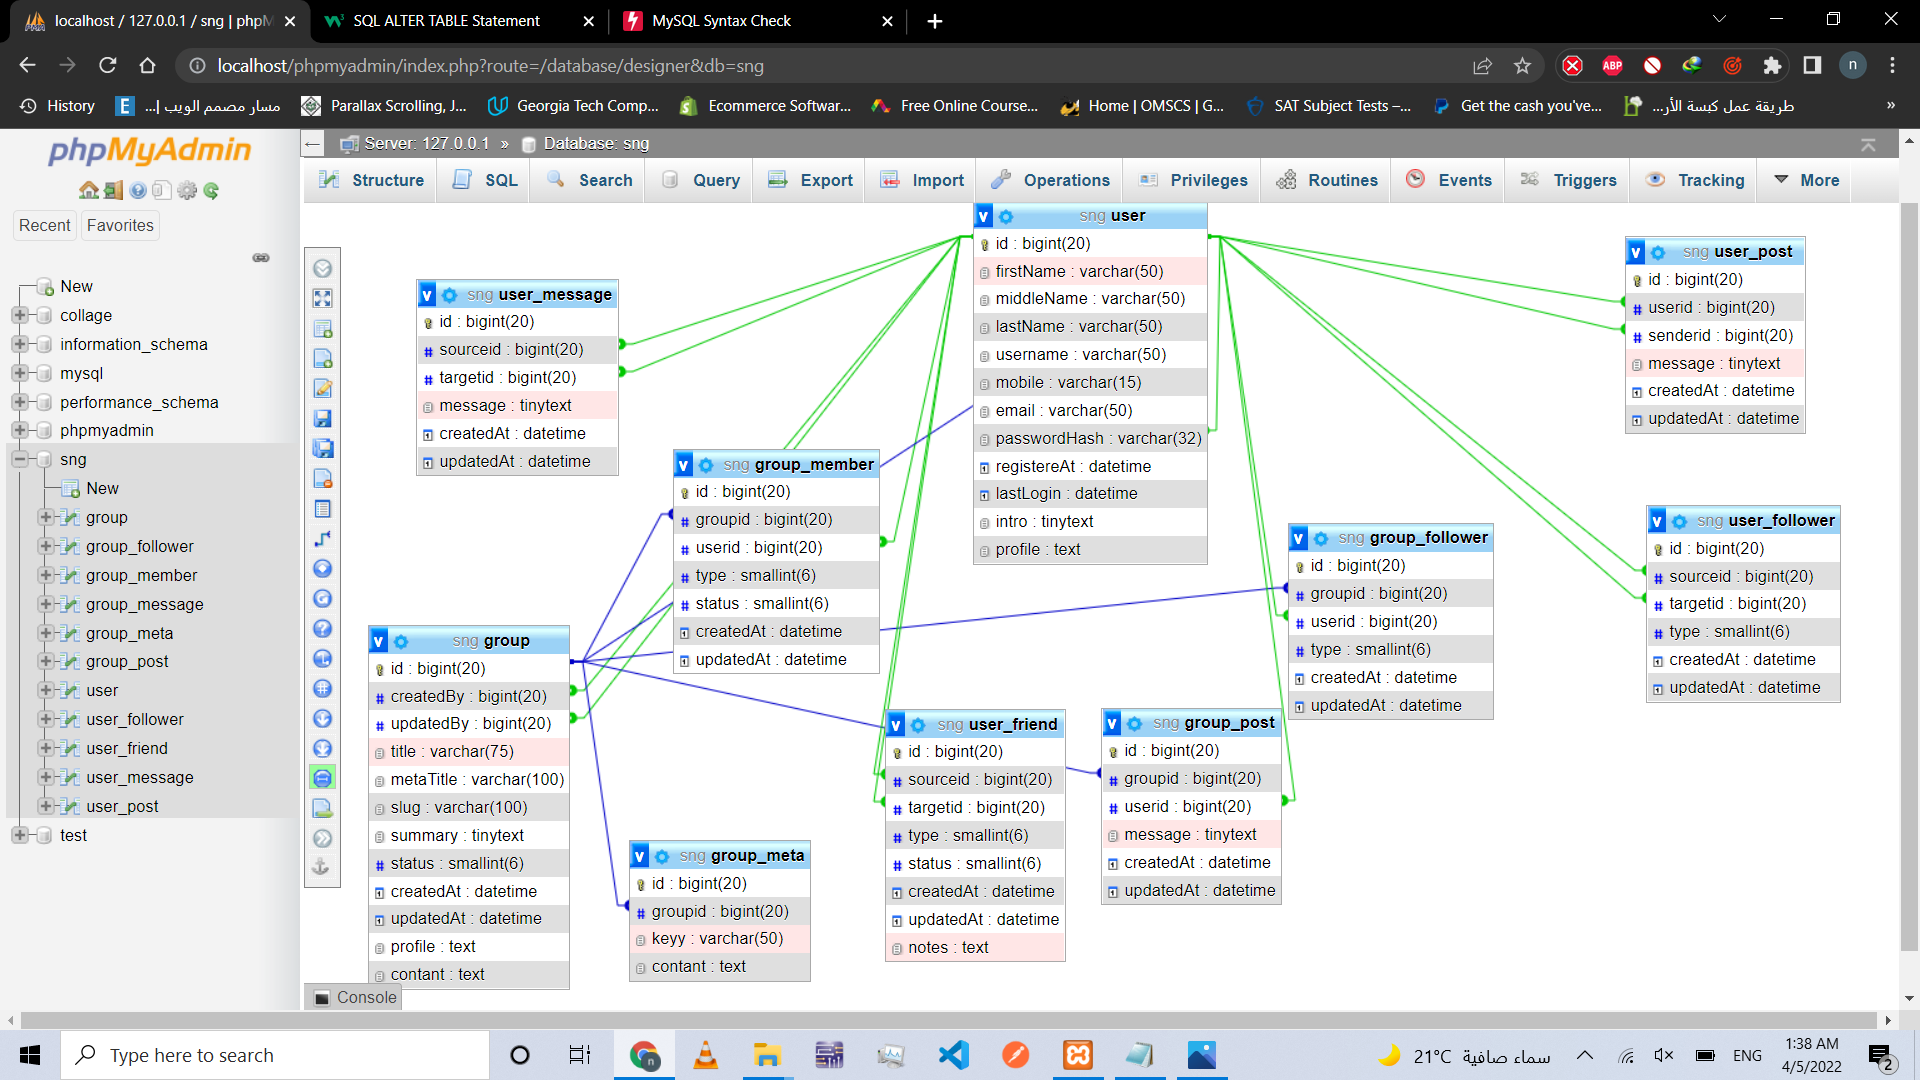 localhost / 127.0.0.1 / sng | phpM
SQL ALTER TABLE Statement
MySQL Syntax Check
localhost/phpmyadmin/index.php?route=/database/designer&db=sng
ABP
n
History
E
مسار مصمم الويب |...
Parallax Scrolling, J...
Georgia Tech Comp...
Ecommerce Softwar...
Free Online Course...
Home | OMSCS | G...
SAT Subject Tests –...
Get the cash you've...
طريقة عمل كبسة الأر...
»
phpMyAdmin
Recent
Favorites
New
collage
information_schema
mysql
performance_schema
phpmyadmin
sng
New
group
group_follower
group_member
group_message
group_meta
group_post
user
user_follower
user_friend
user_message
user_post
test
Server: 127.0.0.1 » Database: sng
Structure
SQL
Search
Query
Export
Import
Operations
Privileges
Routines
Events
Triggers
Tracking
More
v sng user
id : bigint(20)
firstName : varchar(50)
middleName : varchar(50)
lastName : varchar(50)
username : varchar(50)
mobile : varchar(15)
email : varchar(50)
passwordHash : varchar(32)
registereAt : datetime
lastLogin : datetime
intro : tinytext
profile : text
v sng user_post
id : bigint(20)
# userid : bigint(20)
# senderid : bigint(20)
message : tinytext
createdAt : datetime
updatedAt : datetime
v sng user_message
id : bigint(20)
# sourceid : bigint(20)
# targetid : bigint(20)
message : tinytext
createdAt : datetime
updatedAt : datetime
v sng group_member
id : bigint(20)
# groupid : bigint(20)
# userid : bigint(20)
# type : smallint(6)
# status : smallint(6)
createdAt : datetime
updatedAt : datetime
v sng group_follower
id : bigint(20)
# groupid : bigint(20)
# userid : bigint(20)
# type : smallint(6)
createdAt : datetime
updatedAt : datetime
v sng user_follower
id : bigint(20)
# sourceid : bigint(20)
# targetid : bigint(20)
# type : smallint(6)
createdAt : datetime
updatedAt : datetime
v sng group
id : bigint(20)
# createdBy : bigint(20)
# updatedBy : bigint(20)
title : varchar(75)
metaTitle : varchar(100)
slug : varchar(100)
summary : tinytext
# status : smallint(6)
createdAt : datetime
updatedAt : datetime
profile : text
contant : text
v sng user_friend
id : bigint(20)
# sourceid : bigint(20)
# targetid : bigint(20)
# type : smallint(6)
# status : smallint(6)
createdAt : datetime
updatedAt : datetime
notes : text
v sng group_post
id : bigint(20)
# groupid : bigint(20)
# userid : bigint(20)
message : tinytext
createdAt : datetime
updatedAt : datetime
v sng group_meta
id : bigint(20)
# groupid : bigint(20)
keyy : varchar(50)
contant : text
Console
Type here to search
21°C سماء صافية
ENG
1:38 AM
4/5/2022
2